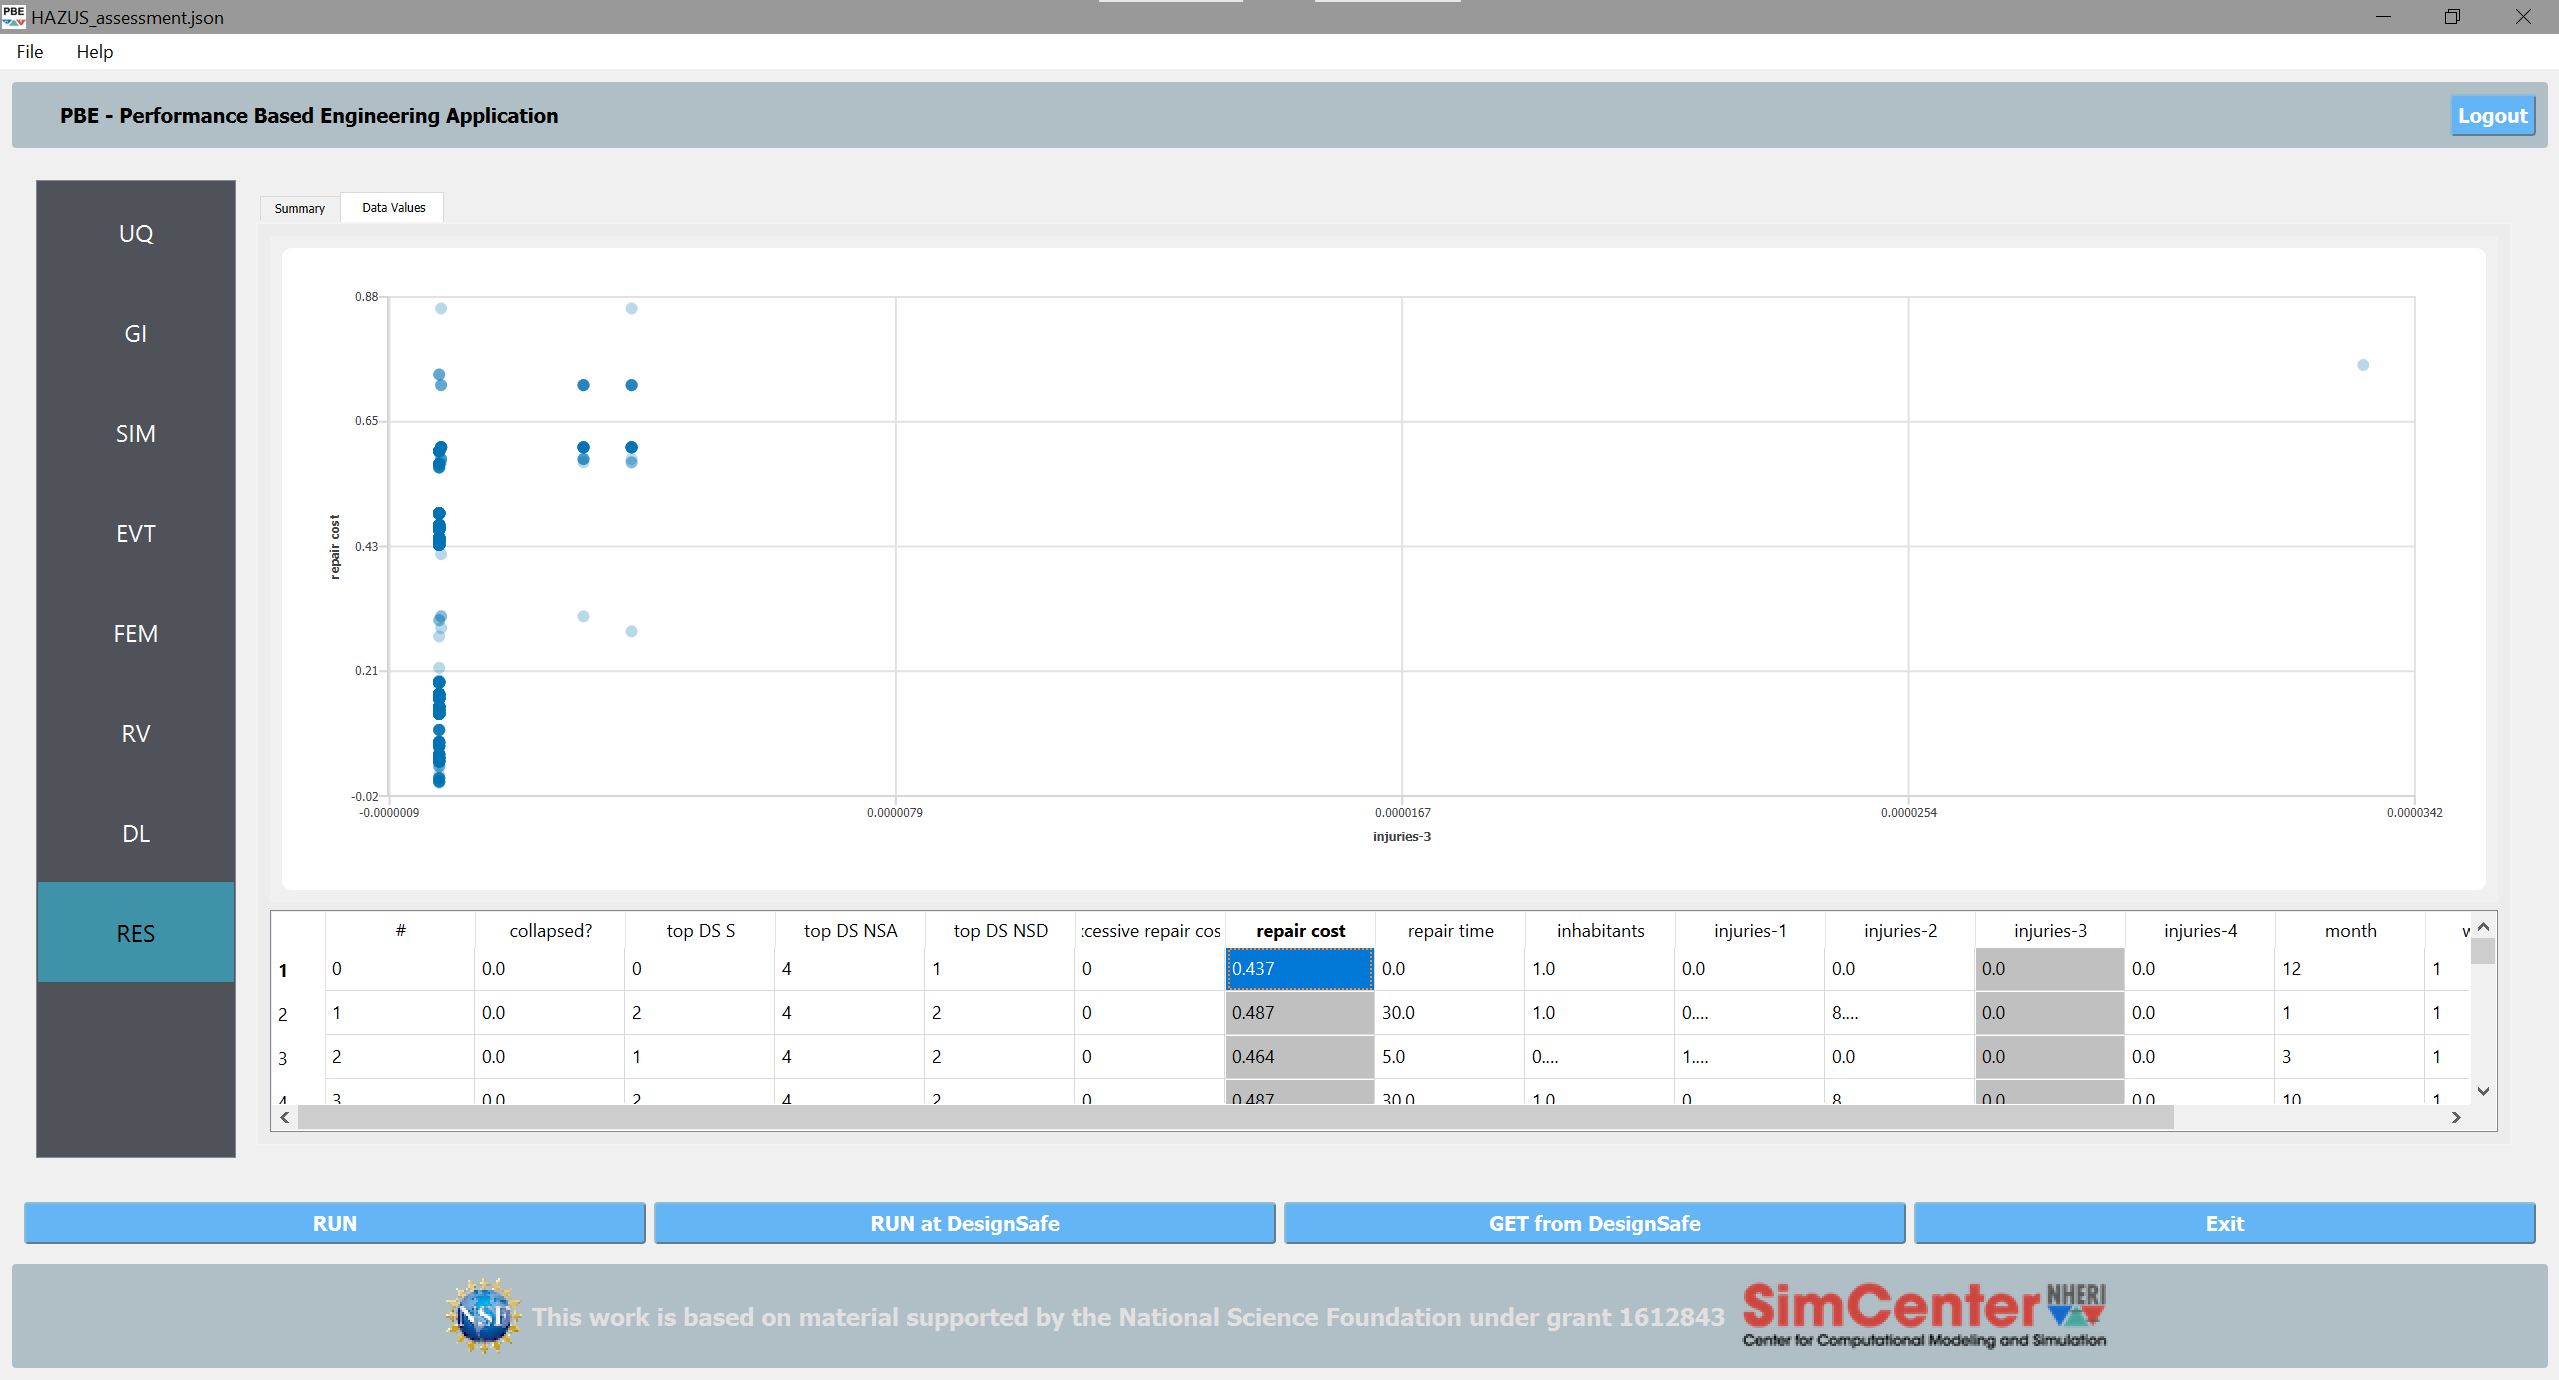 PBE HAZUS_assessment.json
File Help
PBE - Performance Based Engineering Application
Logout
UQ
GI
SIM
EVT
FEM
RV
DL
RES
Summary Data Values
0.88
0.65
0.43
0.21
-0.02
repair cost
-0.0000009 0.0000079 0.0000167 0.0000254 0.0000342
injuries-3
# collapsed? top DS S top DS NSA top DS NSD cessive repair cos repair cost repair time inhabitants injuries-1 injuries-2 injuries-3 injuries-4 month
1 0 0.0 0 4 1 0 0.437 0.0 1.0 0.0 0.0 0.0 0.0 12 1
2 1 0.0 2 4 2 0 0.487 30.0 1.0 0.... 8.... 0.0 0.0 1 1
3 2 0.0 1 4 2 0 0.464 5.0 0.... 1.... 0.0 0.0 0.0 3 1
4 3 0.0 2 4 2 0 0.487 30.0 1.0 0 8 0.0 0.0 10 1
RUN RUN at DesignSafe GET from DesignSafe Exit
NSF This work is based on material supported by the National Science Foundation under grant 1612843 SimCenter NHERI
Center for Computational Modeling and Simulation